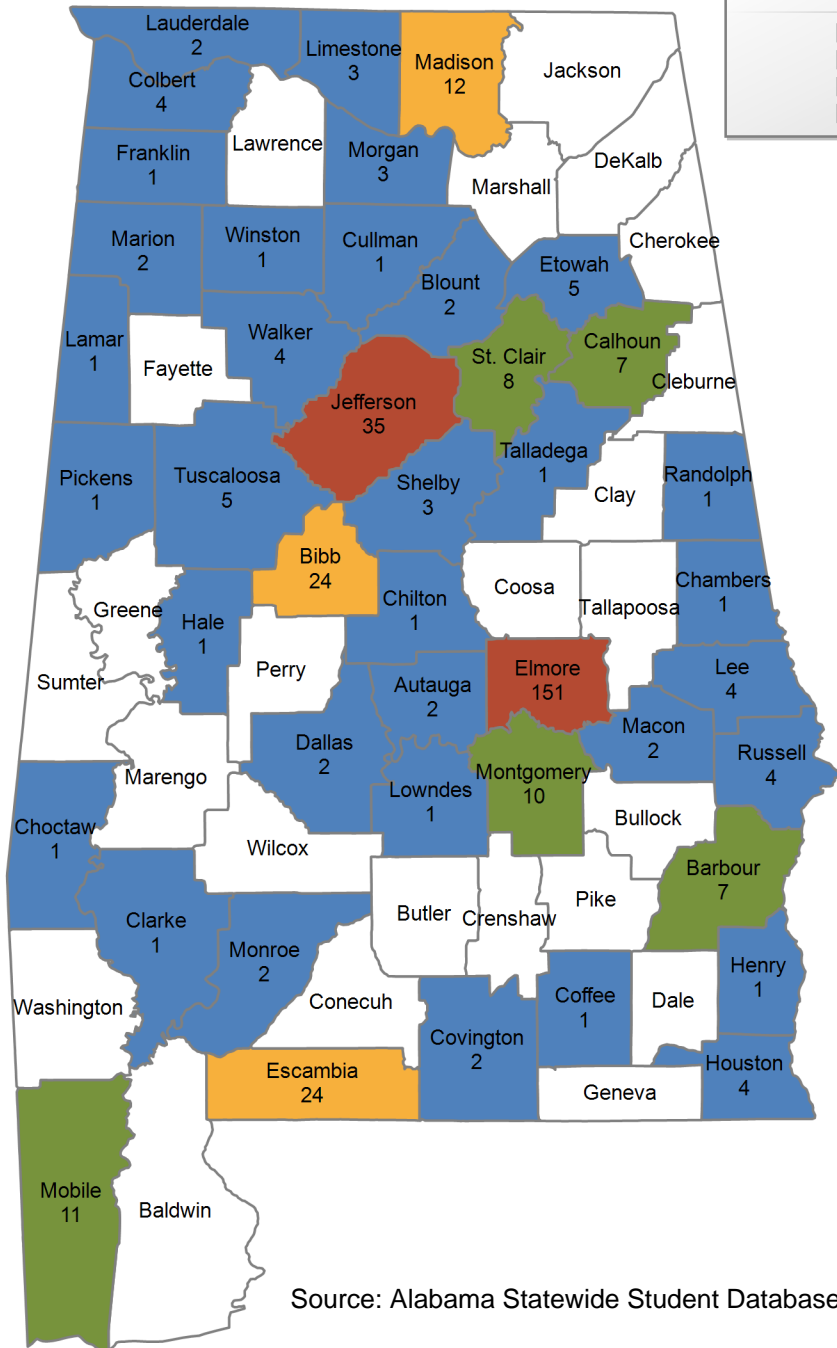 Lauderdale
2
Limestone
3
Madison
12
Jackson
Colbert
4
Lawrence
Franklin
1
Morgan
3
DeKalb
Marshall
Marion
2
Winston
1
Cullman
1
Cherokee
Etowah
5
Blount
2
Lamar
1
Walker
4
Fayette
St. Clair
8
Calhoun
7
Cleburne
Jefferson
35
Talladega
1
Pickens
1
Tuscaloosa
5
Shelby
3
Clay
Randolph
1
Bibb
24
Coosa
Chambers
1
Chilton
1
Tallapoosa
Greene
Hale
1
Perry
Elmore
151
Lee
4
Sumter
Autauga
2
Macon
2
Dallas
2
Russell
4
Marengo
Montgomery
10
Lowndes
1
Bullock
Choctaw
1
Wilcox
Barbour
7
Pike
Butler
Crenshaw
Clarke
1
Monroe
2
Henry
1
Washington
Conecuh
Coffee
1
Dale
Covington
2
Escambia
24
Houston
4
Geneva
Mobile
11
Baldwin
Source: Alabama Statewide Student Database